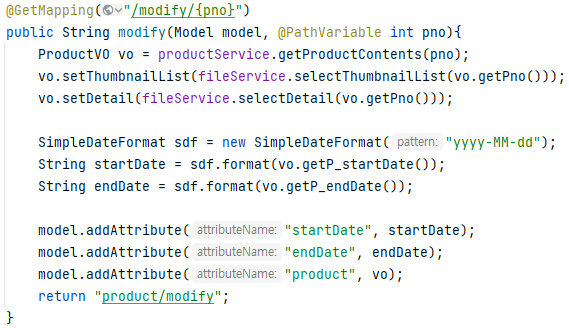 @GetMapping("/modify/{pno}")
public String modify(Model model, @PathVariable int pno){
    ProductVO vo = productService.getProductContents(pno);
    vo.setThumbnailList(fileService.selectThumbnailList(vo.getPno()));
    vo.setDetail(fileService.selectDetail(vo.getPno()));

    SimpleDateFormat sdf = new SimpleDateFormat( pattern: "yyyy-MM-dd");
    String startDate = sdf.format(vo.getP_startDate());
    String endDate = sdf.format(vo.getP_endDate());

    model.addAttribute( attributeName: "startDate", startDate);
    model.addAttribute( attributeName: "endDate", endDate);
    model.addAttribute( attributeName: "product", vo);
    return "product/modify";
}